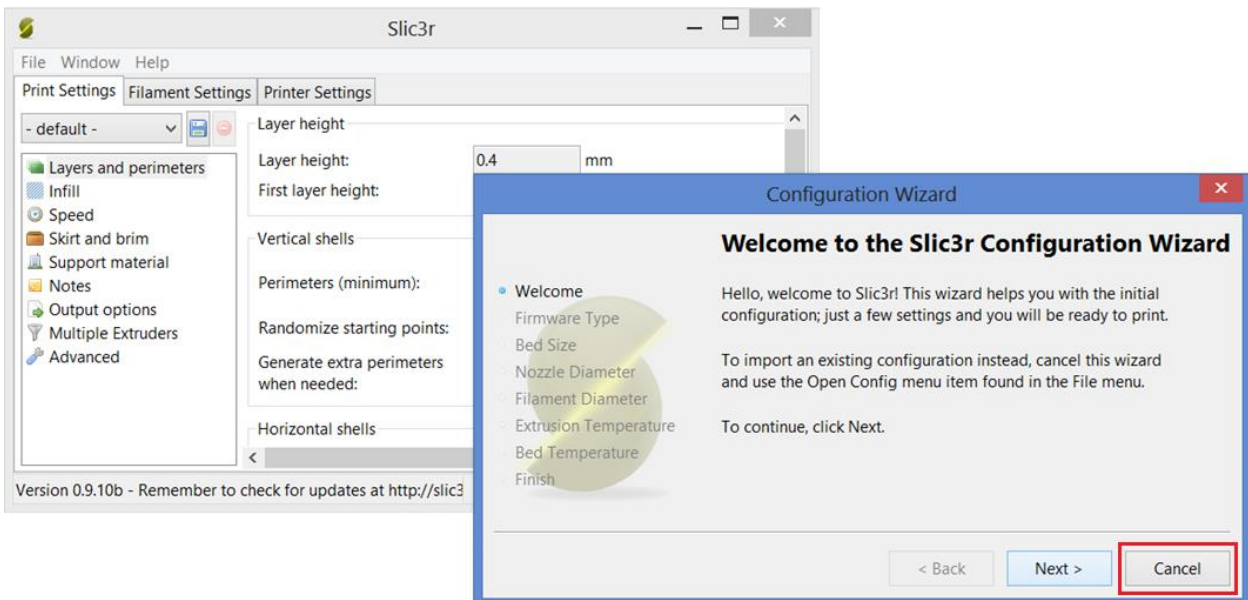 Slic3r
File Window Help
Print Settings Filament Settings Printer Settings
- default -
Layers and perimeters
Infill
Speed
Skirt and brim
Support material
Notes
Output options
Multiple Extruders
Advanced
Layer height
Layer height: 0.4 mm
First layer height:
Vertical shells
Perimeters (minimum):
Randomize starting points:
Generate extra perimeters
when needed:
Horizontal shells
Version 0.9.10b - Remember to check for updates at http://slic3
Configuration Wizard
Welcome to the Slic3r Configuration Wizard
Welcome
Firmware Type
Bed Size
Nozzle Diameter
Filament Diameter
Extrusion Temperature
Bed Temperature
Finish
Hello, welcome to Slic3r! This wizard helps you with the initial
configuration; just a few settings and you will be ready to print.
To import an existing configuration instead, cancel this wizard
and use the Open Config menu item found in the File menu.
To continue, click Next.
< Back Next > Cancel